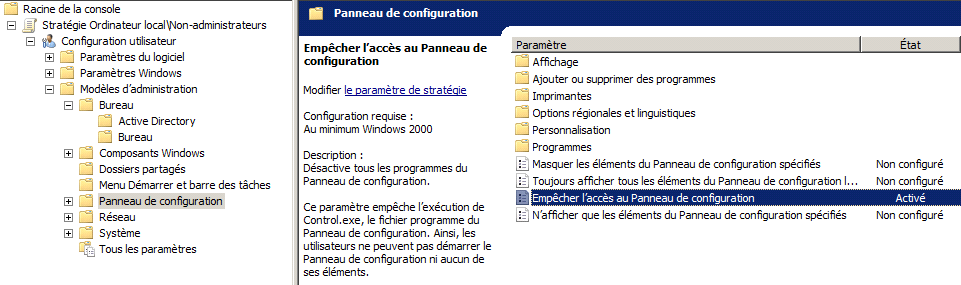 Racine de la console
Stratégie Ordinateur local\Non-administrateurs
Configuration utilisateur
Paramètres du logiciel
Paramètres Windows
Modèles d'administration
Bureau
Active Directory
Bureau
Composants Windows
Dossiers partagés
Menu Démarrer et barre des tâches
Panneau de configuration
Réseau
Système
Tous les paramètres
Panneau de configuration
Empêcher l'accès au Panneau de
configuration
Modifier le paramètre de stratégie
Configuration requise :
Au minimum Windows 2000
Description :
Désactive tous les programmes du
Panneau de configuration.
Ce paramètre empêche l'exécution de
Control.exe, le fichier programme du
Panneau de configuration. Ainsi, les
utilisateurs ne peuvent pas démarrer le
Panneau de configuration ni aucun de
ses éléments.
Paramètre État
Affichage
Ajouter ou supprimer des programmes
Imprimantes
Options régionales et linguistiques
Personnalisation
Programmes
Masquer les éléments du Panneau de configuration spécifiés Non configuré
Toujours afficher tous les éléments du Panneau de configuration l... Non configuré
Empêcher l'accès au Panneau de configuration Activé
N'afficher que les éléments du Panneau de configuration spécifiés Non configuré